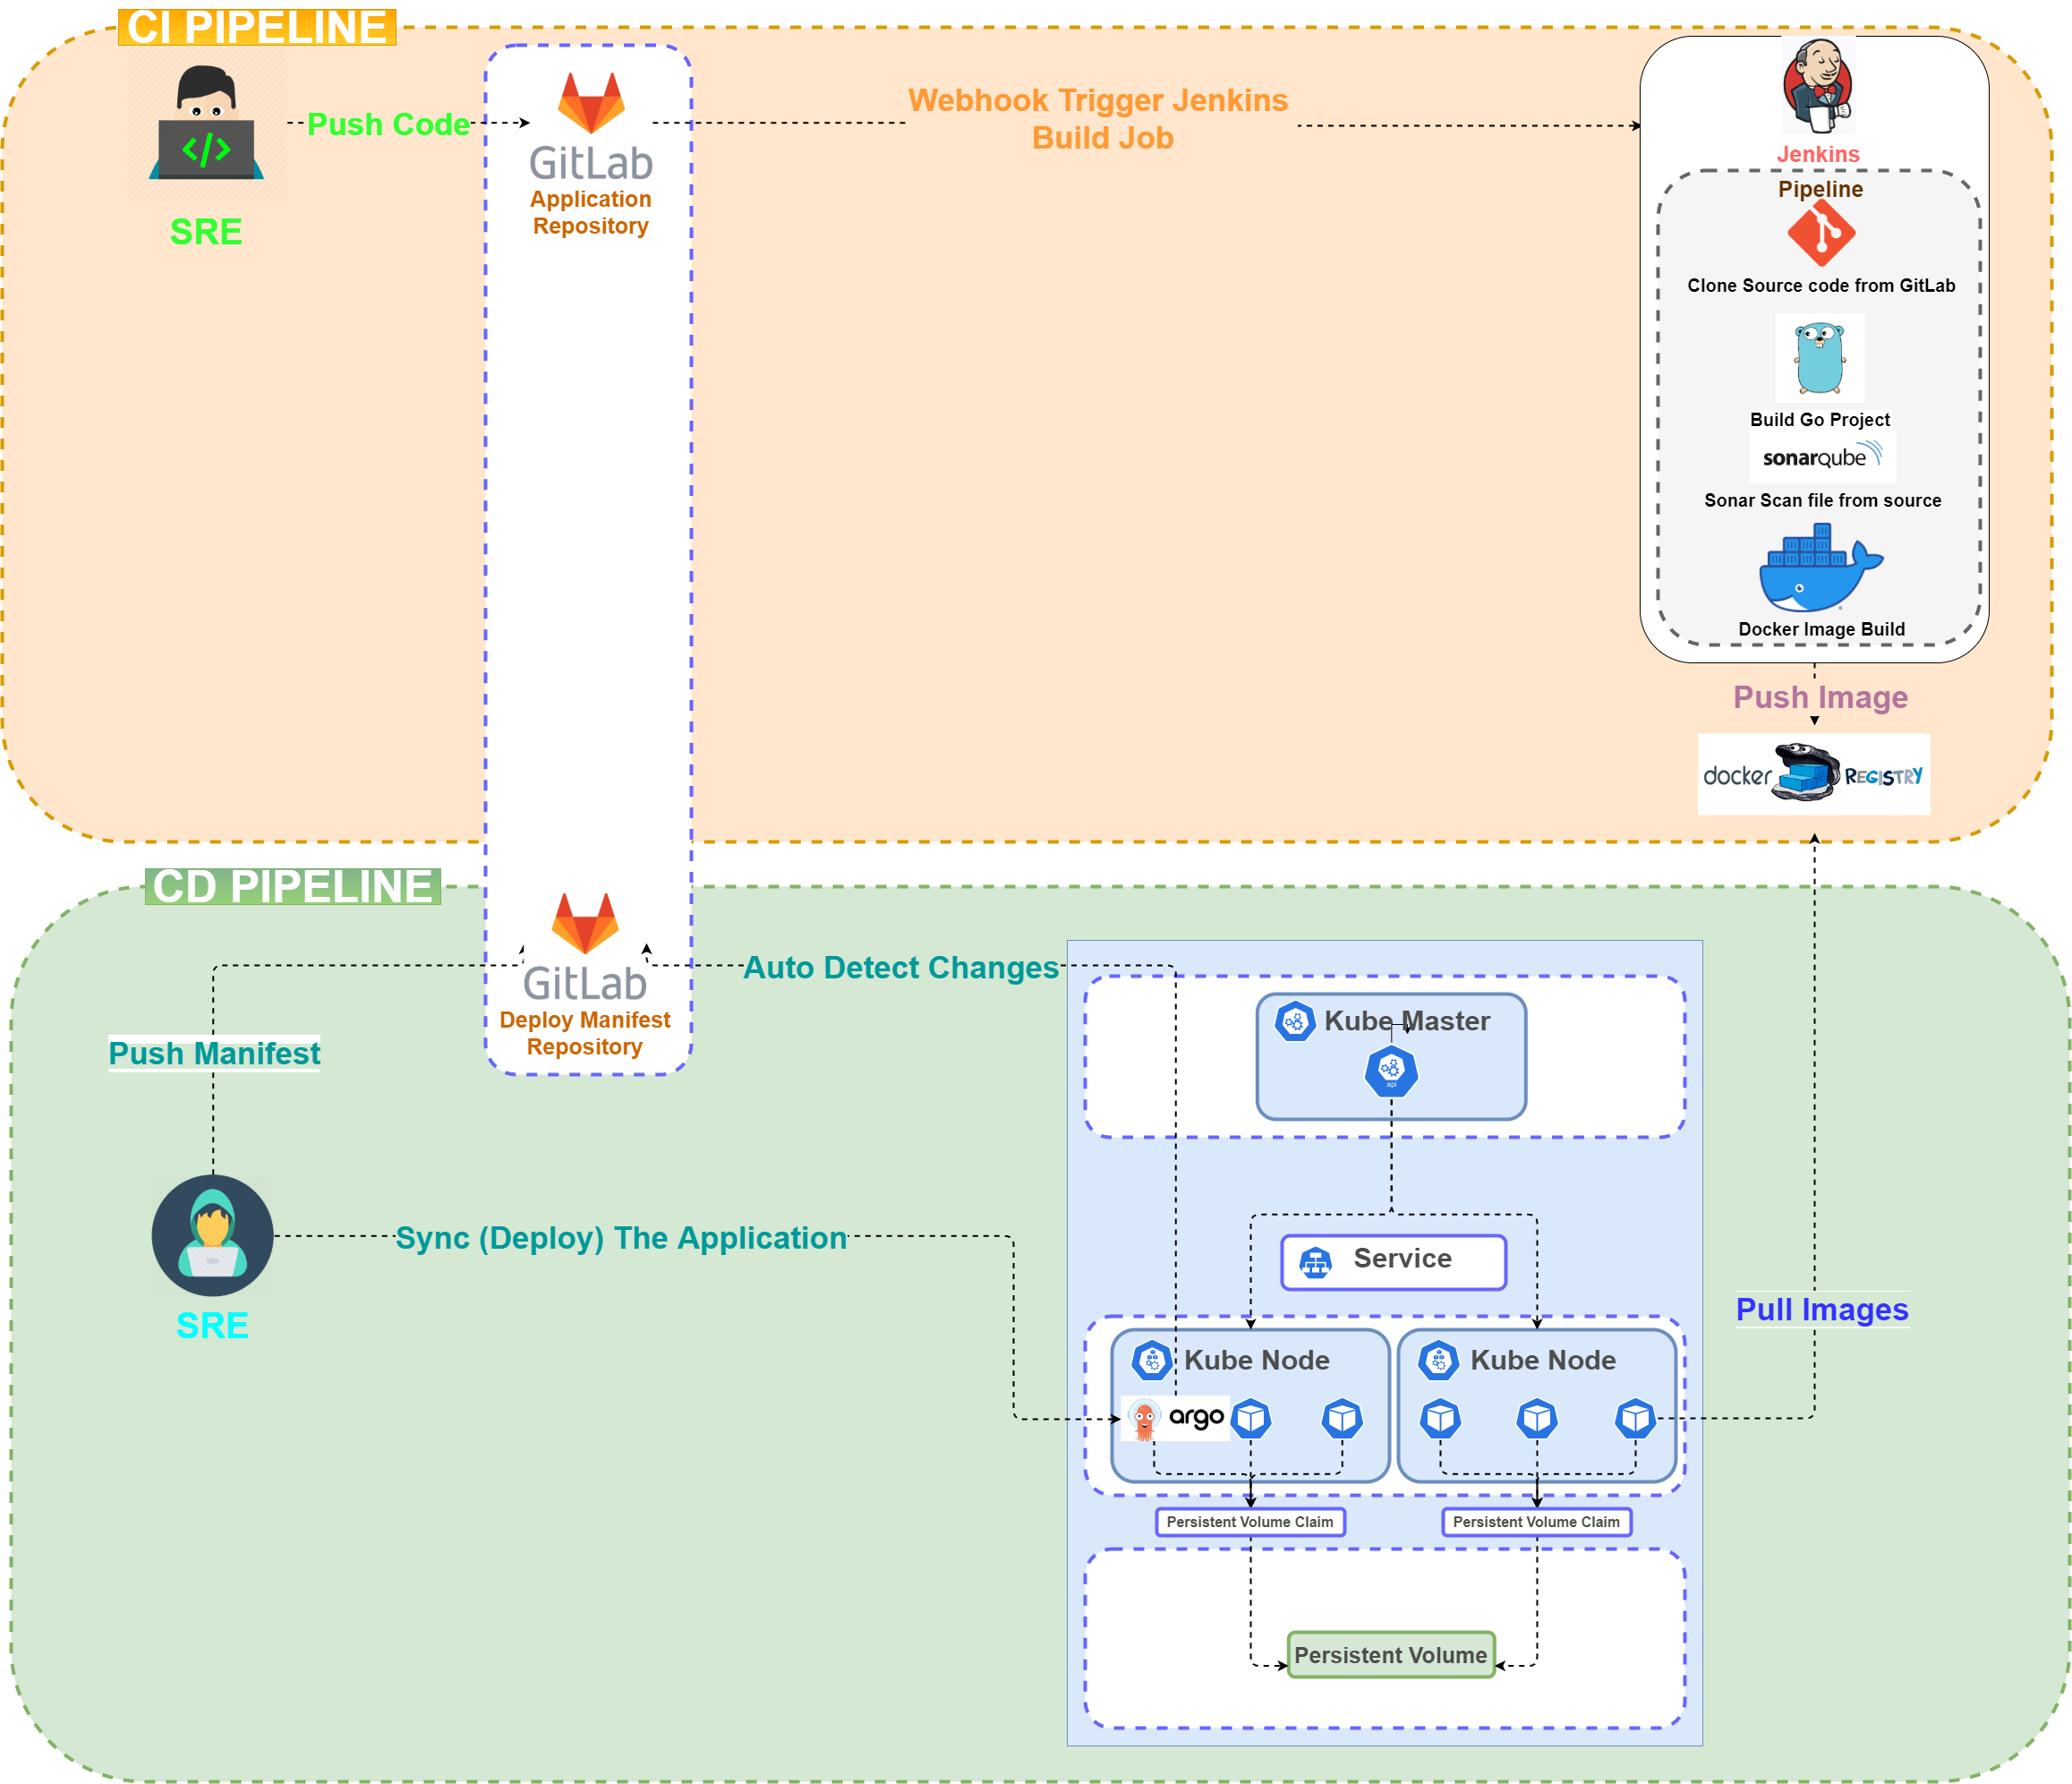 CI PIPELINE
SRE
Push Code
GitLab
Application
Repository
Webhook Trigger Jenkins
Build Job
Jenkins
Pipeline
Clone Source code from GitLab
Build Go Project
sonarqube
Sonar Scan file from source
Docker Image Build
Push Image
docker REGISTRY
CD PIPELINE
GitLab
Deploy Manifest
Repository
Auto Detect Changes
Push Manifest
SRE
Sync (Deploy) The Application
Kube Master
api
Service
Kube Node
Kube Node
argo
Pull Images
Persistent Volume Claim
Persistent Volume Claim
Persistent Volume